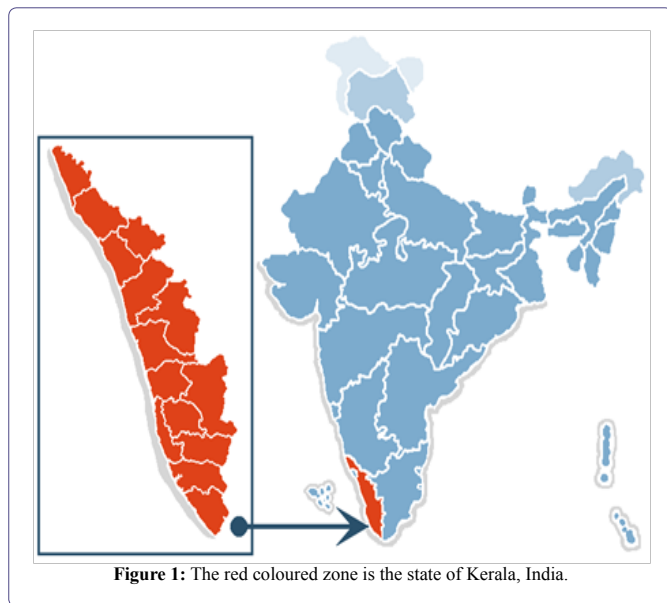 Figure 1: The red coloured zone is the state of Kerala, India.